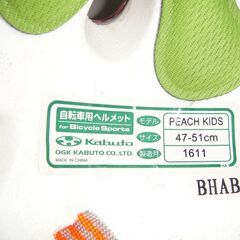 自転車用ヘルメット
for Bicycle Sports
Kabuto
OGK KABUTO CO.,LTD.
MADE IN CHINA
モデル PEACH KIDS
サイズ 47-51cm
製造月 1611
BHAB